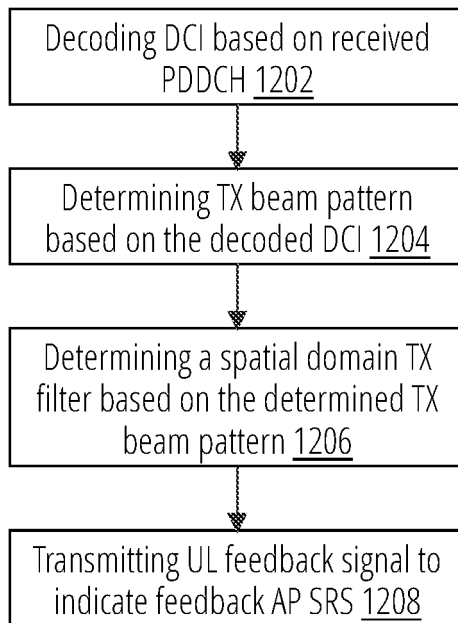 Decoding DCI based on received
PDDCH 1202
Determining TX beam pattern
based on the decoded DCI 1204
Determining a spatial domain TX
filter based on the determined TX
beam pattern 1206
Transmitting UL feedback signal to
indicate feedback AP SRS 1208